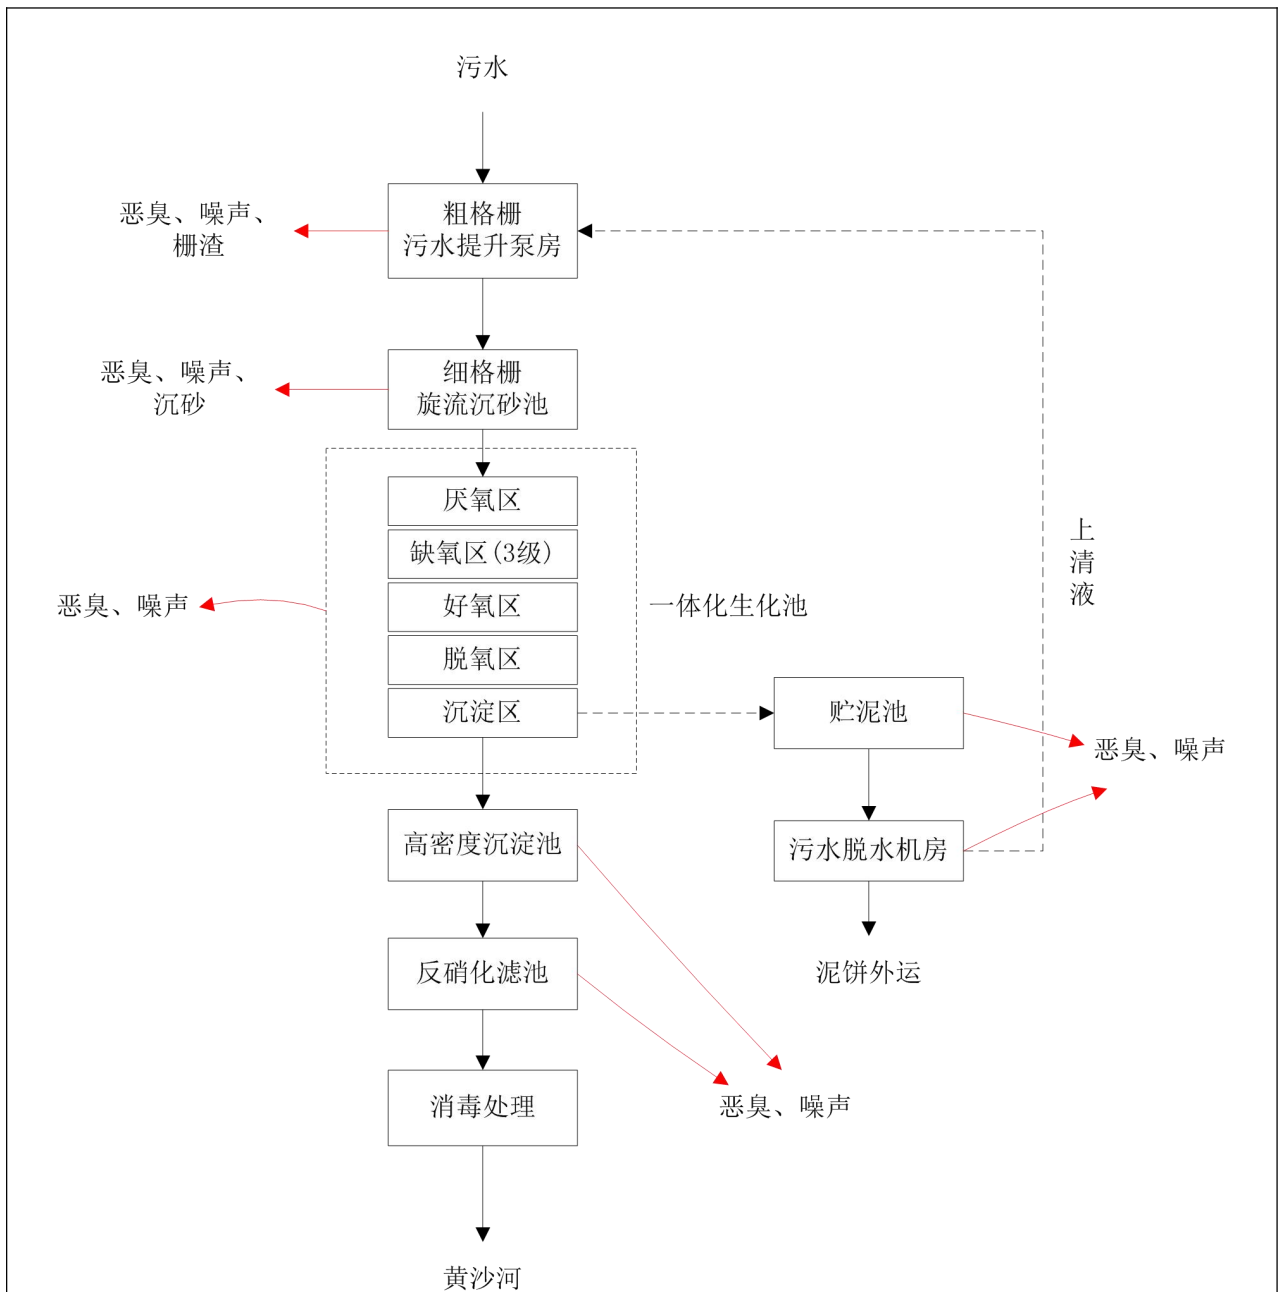 污水
恶臭、噪声、
栅渣
粗格栅
污水提升泵房
恶臭、噪声、
沉砂
细格栅
旋流沉砂池
厌氧区
缺氧区(3级)
好氧区
脱氧区
沉淀区
恶臭、噪声
一体化生化池
上
清
液
贮泥池
恶臭、噪声
污水脱水机房
泥饼外运
高密度沉淀池
反硝化滤池
恶臭、噪声
消毒处理
黄沙河